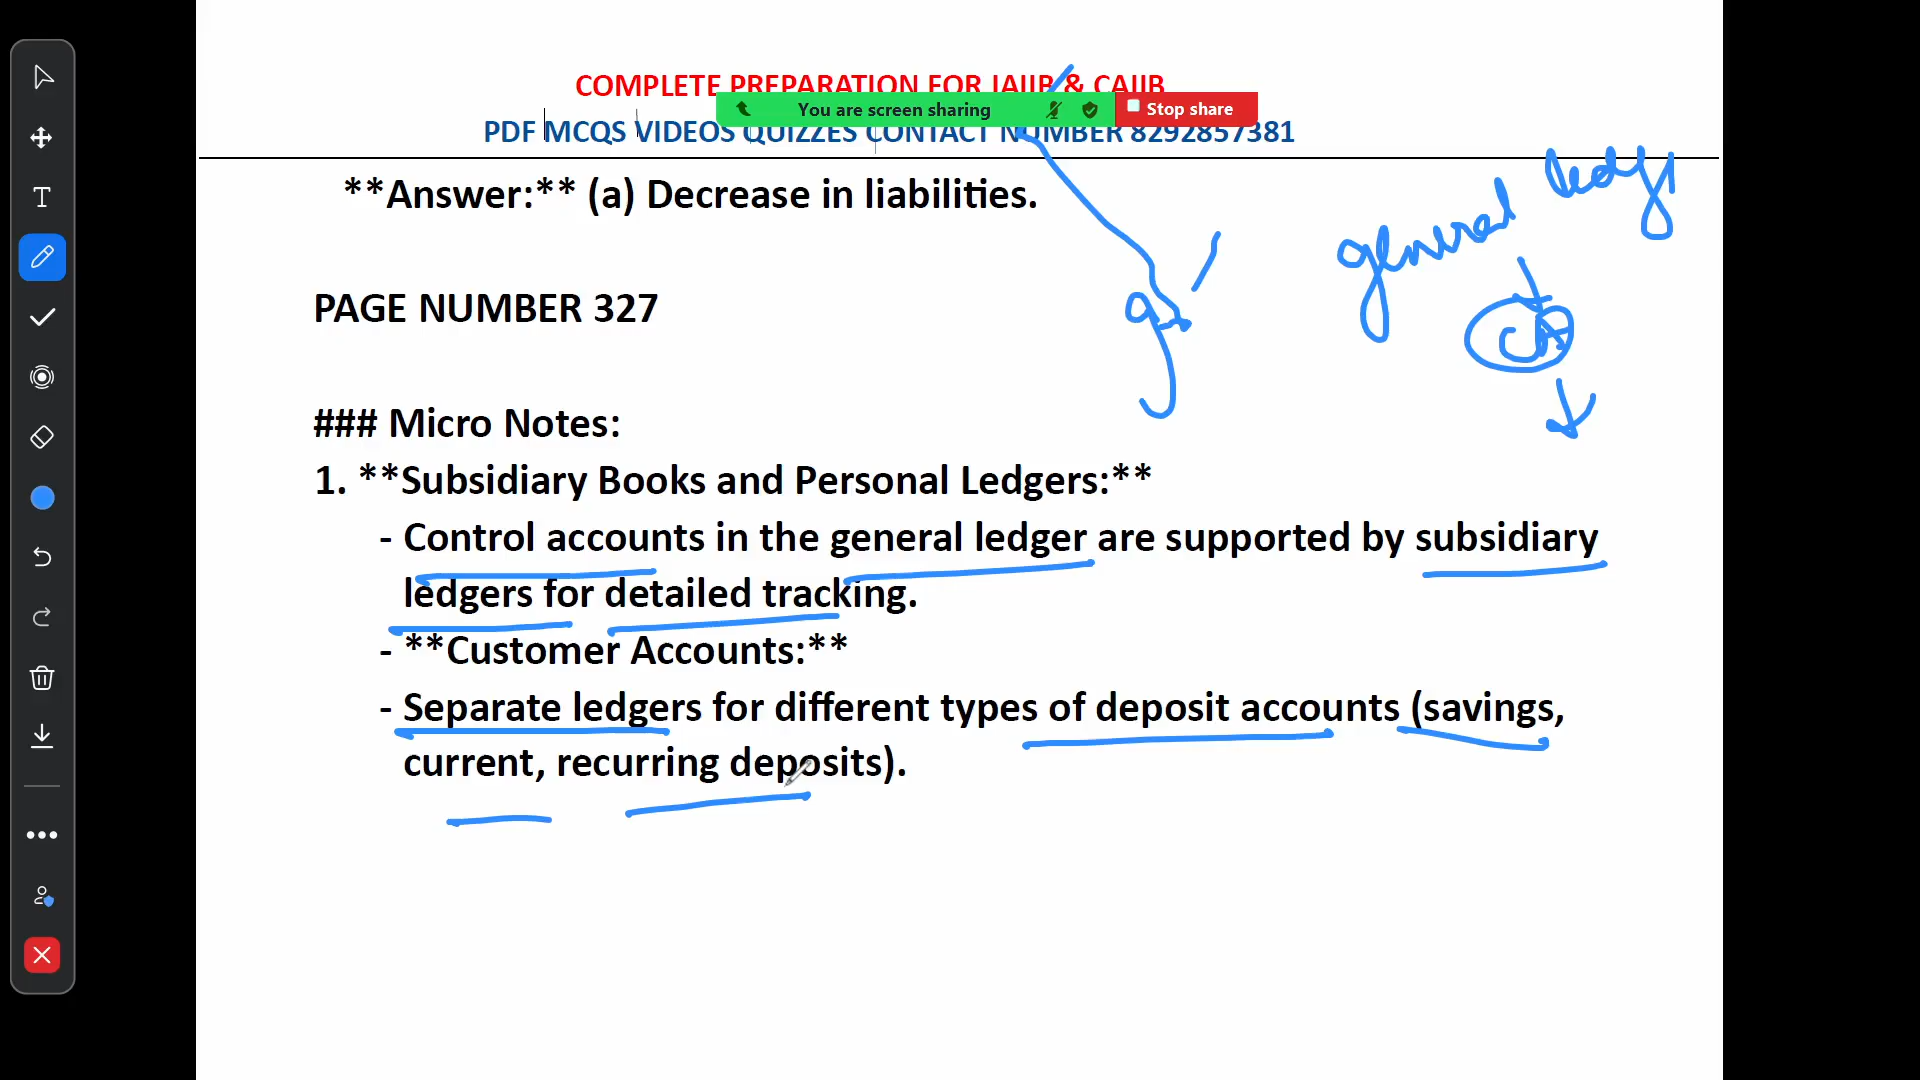 COMPLETE PREPARATION FOR JAIIB & CAIIB
You are screen sharing
Stop share
PDF MCQS VIDEOS QUIZZES CONTACT NUMBER 8292857381
**Answer:** (a) Decrease in liabilities.
general
PAGE NUMBER 327
### Micro Notes:
1. **Subsidiary Books and Personal Ledgers:**
- Control accounts in the general ledger are supported by subsidiary
ledgers for detailed tracking.
- **Customer Accounts:**
- Separate ledgers for different types of deposit accounts (savings,
current, recurring deposits).